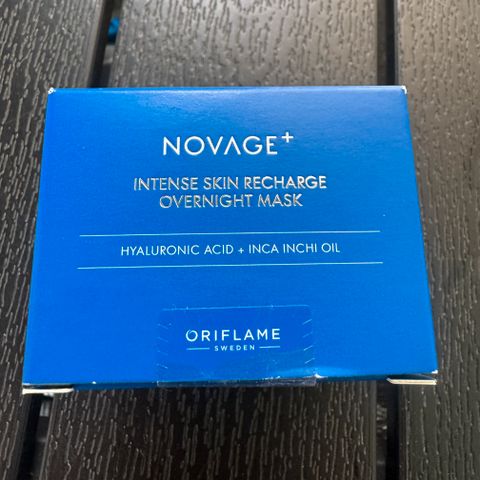 NOVAGE+
INTENSE SKIN RECHARGE
OVERNIGHT MASK
HYALURONIC ACID + INCA INCHI OIL
ORIFLAME
SWEDEN